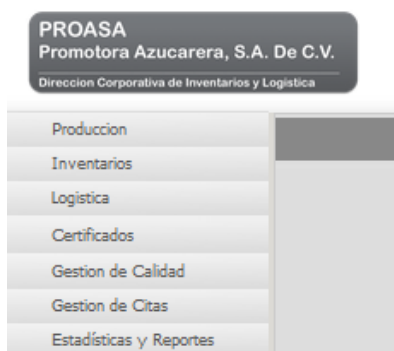 PROASA
Promotora Azucarera, S.A. De C.V.
Direccion Corporativa de Inventarios y Logistica
Produccion
Inventarios
Logistica
Certificados
Gestion de Calidad
Gestion de Citas
Estadísticas y Reportes